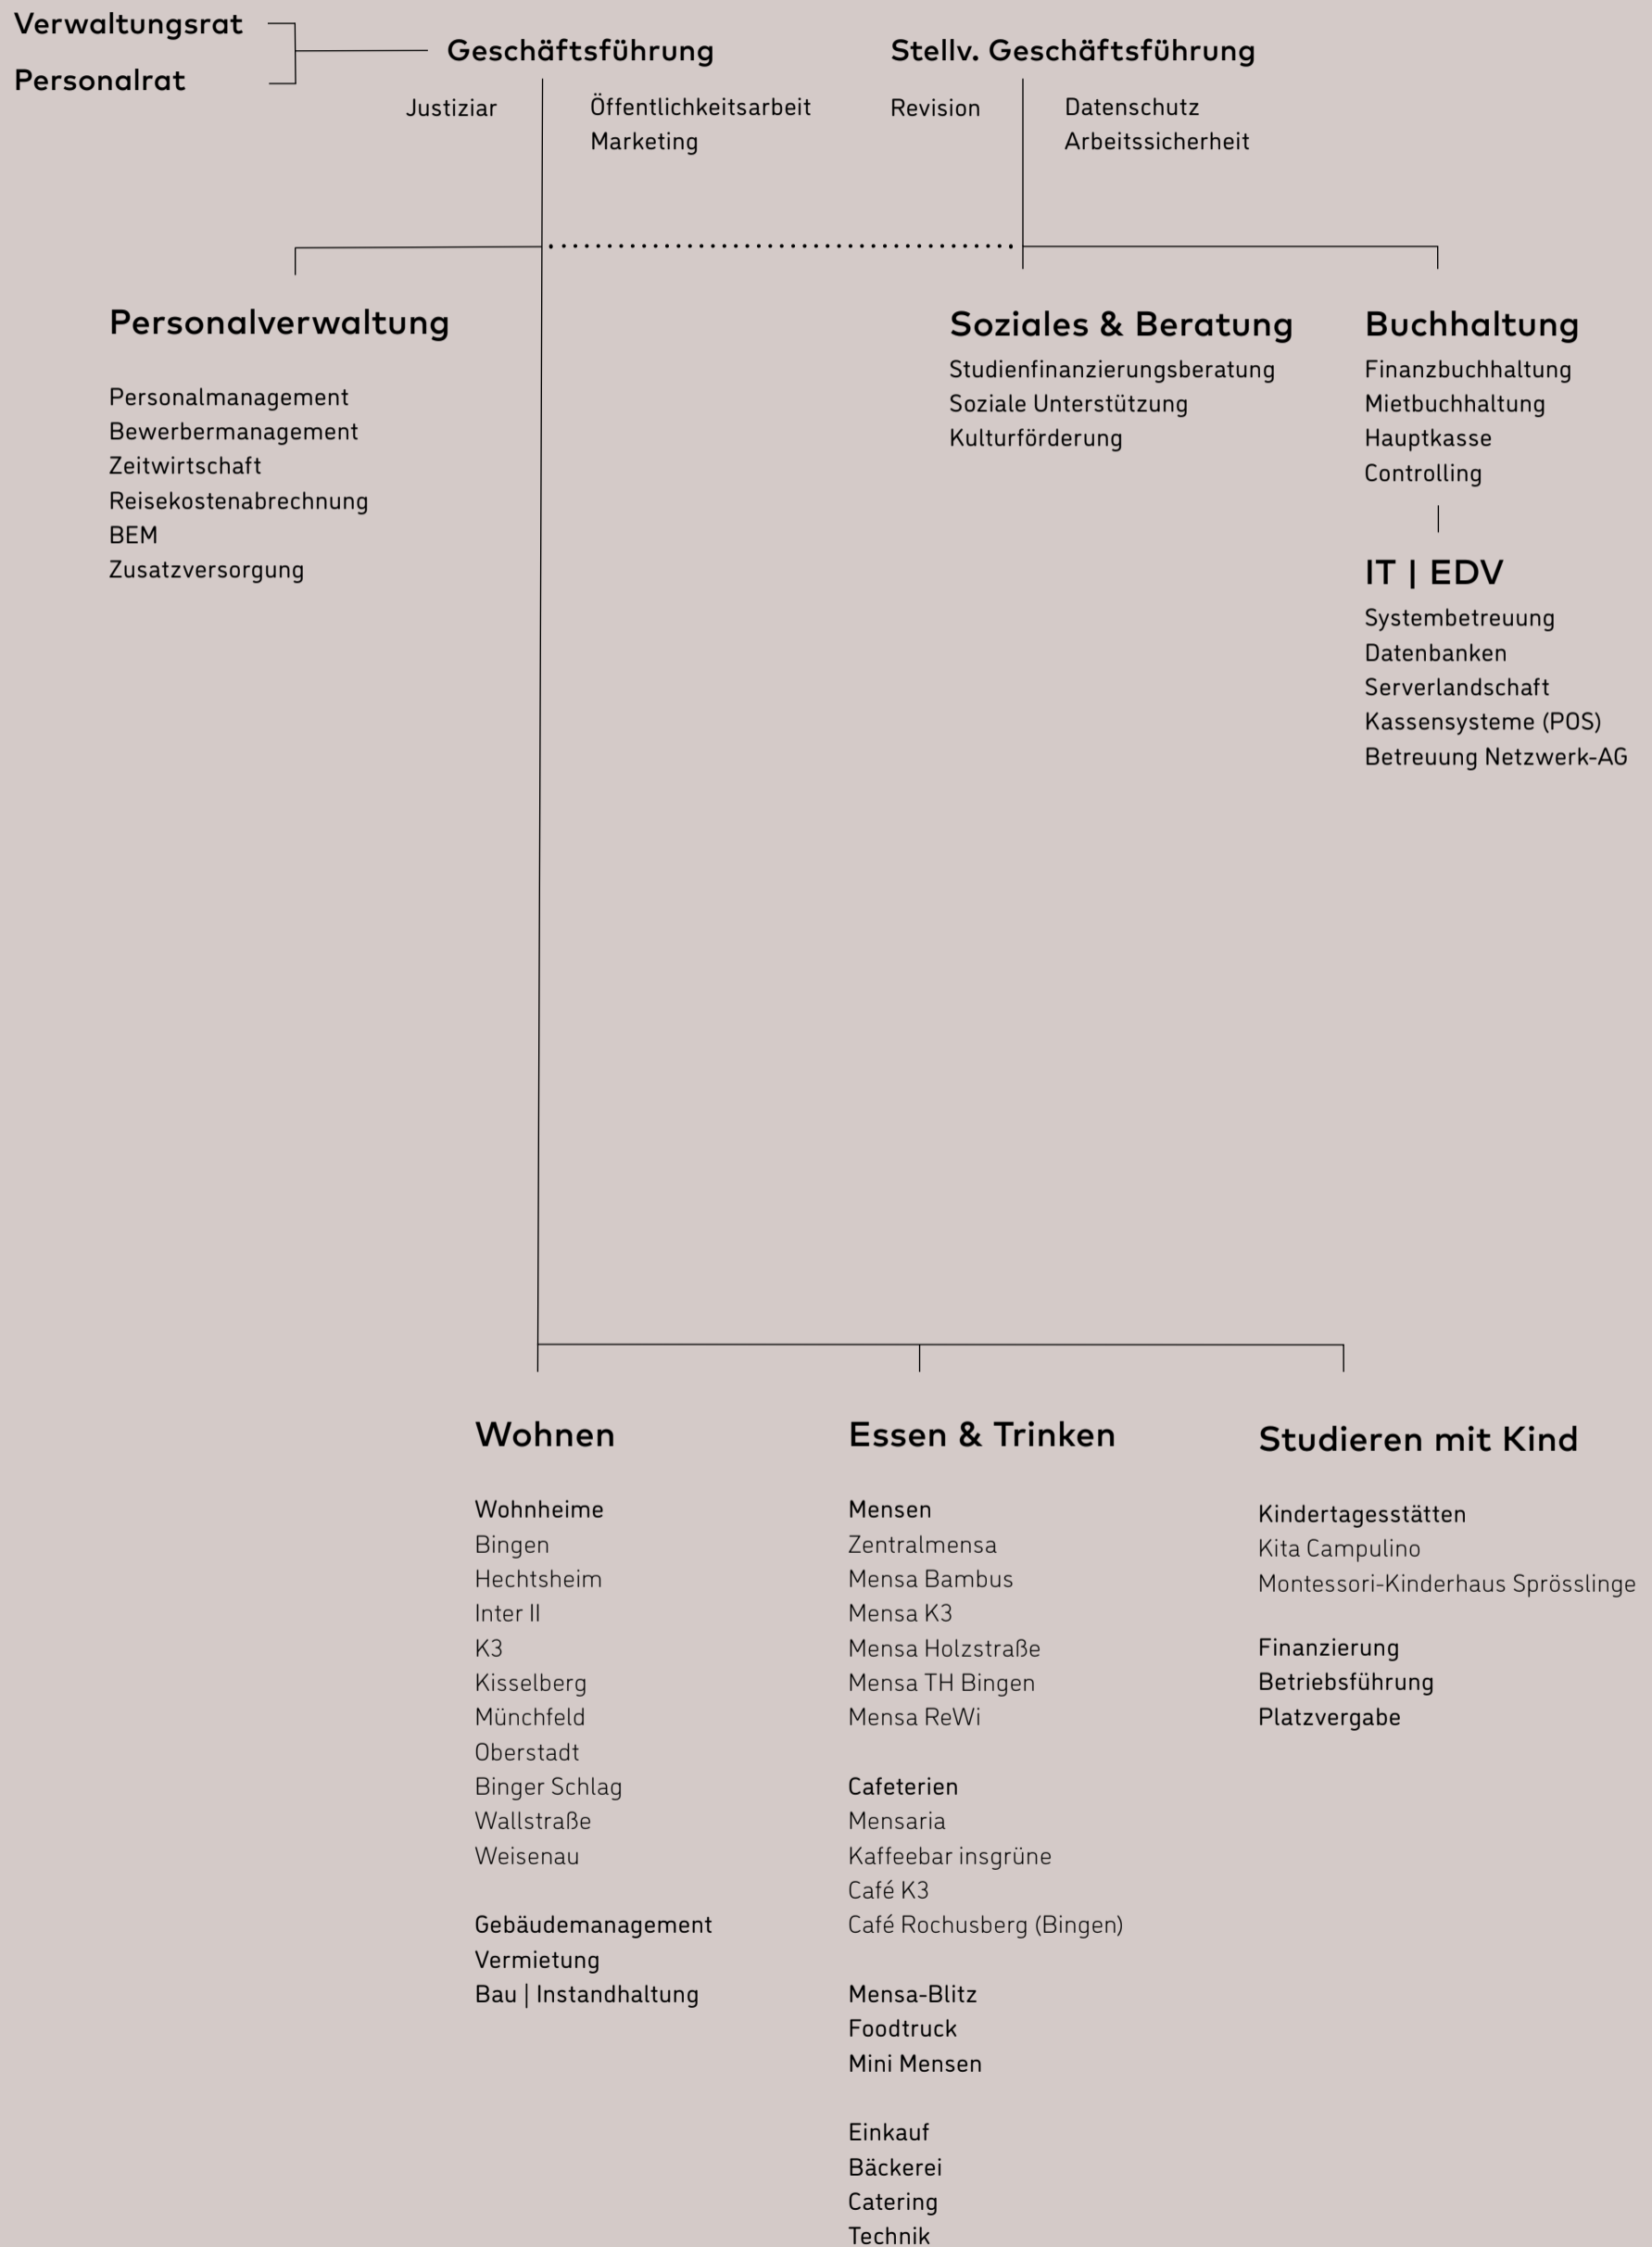 Verwaltungsrat
Personalrat
Geschäftsführung
Justiziar
Öffentlichkeitsarbeit
Marketing
Stellv. Geschäftsführung
Revision
Datenschutz
Arbeitssicherheit
Personalverwaltung
Personalmanagement
Bewerbermanagement
Zeitwirtschaft
Reisekostenabrechnung
BEM
Zusatzversorgung
Soziales & Beratung
Studienfinanzierungsberatung
Soziale Unterstützung
Kulturförderung
Buchhaltung
Finanzbuchhaltung
Mietbuchhaltung
Hauptkasse
Controlling
IT | EDV
Systembetreuung
Datenbanken
Serverlandschaft
Kassensysteme (POS)
Betreuung Netzwerk-AG
Wohnen
Wohnheime
Bingen
Hechtsheim
Inter II
K3
Kisselberg
Münchfeld
Oberstadt
Binger Schlag
Wallstraße
Weisenau
Gebäudemanagement
Vermietung
Bau | Instandhaltung
Essen & Trinken
Mensen
Zentralmensa
Mensa Bambus
Mensa K3
Mensa Holzstraße
Mensa TH Bingen
Mensa ReWi
Cafeterien
Mensaria
Kaffeebar insgrüne
Café K3
Café Rochusberg (Bingen)
Mensa-Blitz
Foodtruck
Mini Mensen
Einkauf
Bäckerei
Catering
Technik
Studieren mit Kind
Kindertagesstätten
Kita Campulino
Montessori-Kinderhaus Sprösslinge
Finanzierung
Betriebsführung
Platzvergabe